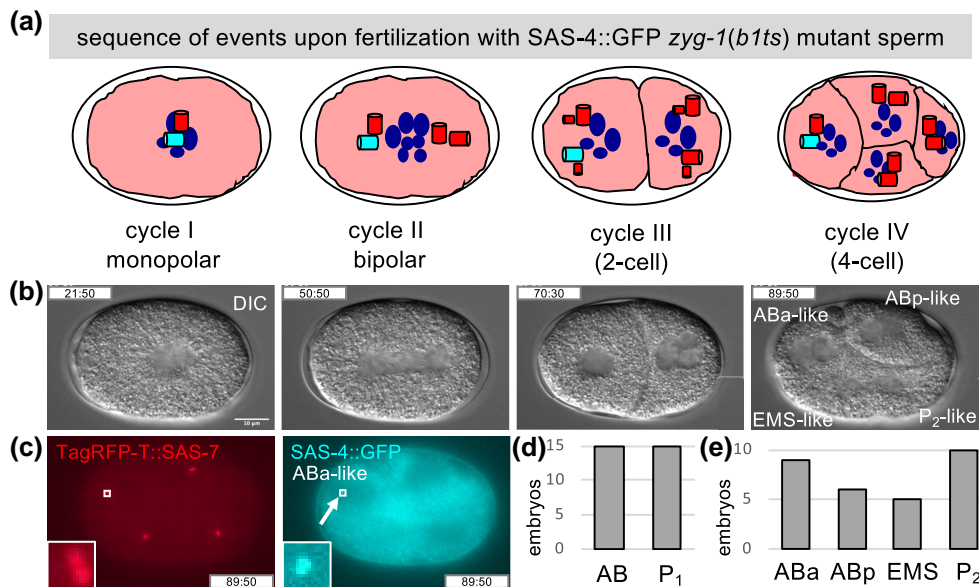 (a)
sequence of events upon fertilization with SAS-4::GFP zyg-1(b1ts) mutant sperm
cycle I
monopolar
cycle II
bipolar
cycle III
(2-cell)
cycle IV
(4-cell)
(b)
21:50
DIC
10 µm
50:50
70:30
89:50
ABp-like
ABa-like
EMS-like
P2-like
(c)
TagRFP-T::SAS-7
89:50
SAS-4::GFP
ABa-like
89:50
(d)
embryos
15
10
5
0
AB
P1
(e)
embryos
10
5
0
ABa
ABp
EMS
P2